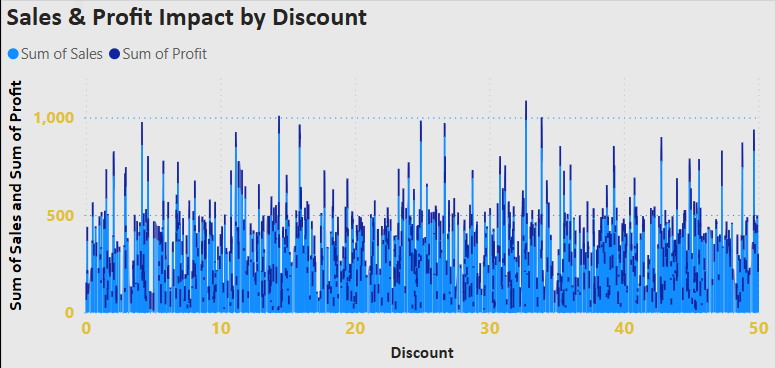 Sales & Profit Impact by Discount
Sum of Sales Sum of Profit
Sum of Sales and Sum of Profit
1,000
500
0
0 10 20 30 40 50
Discount